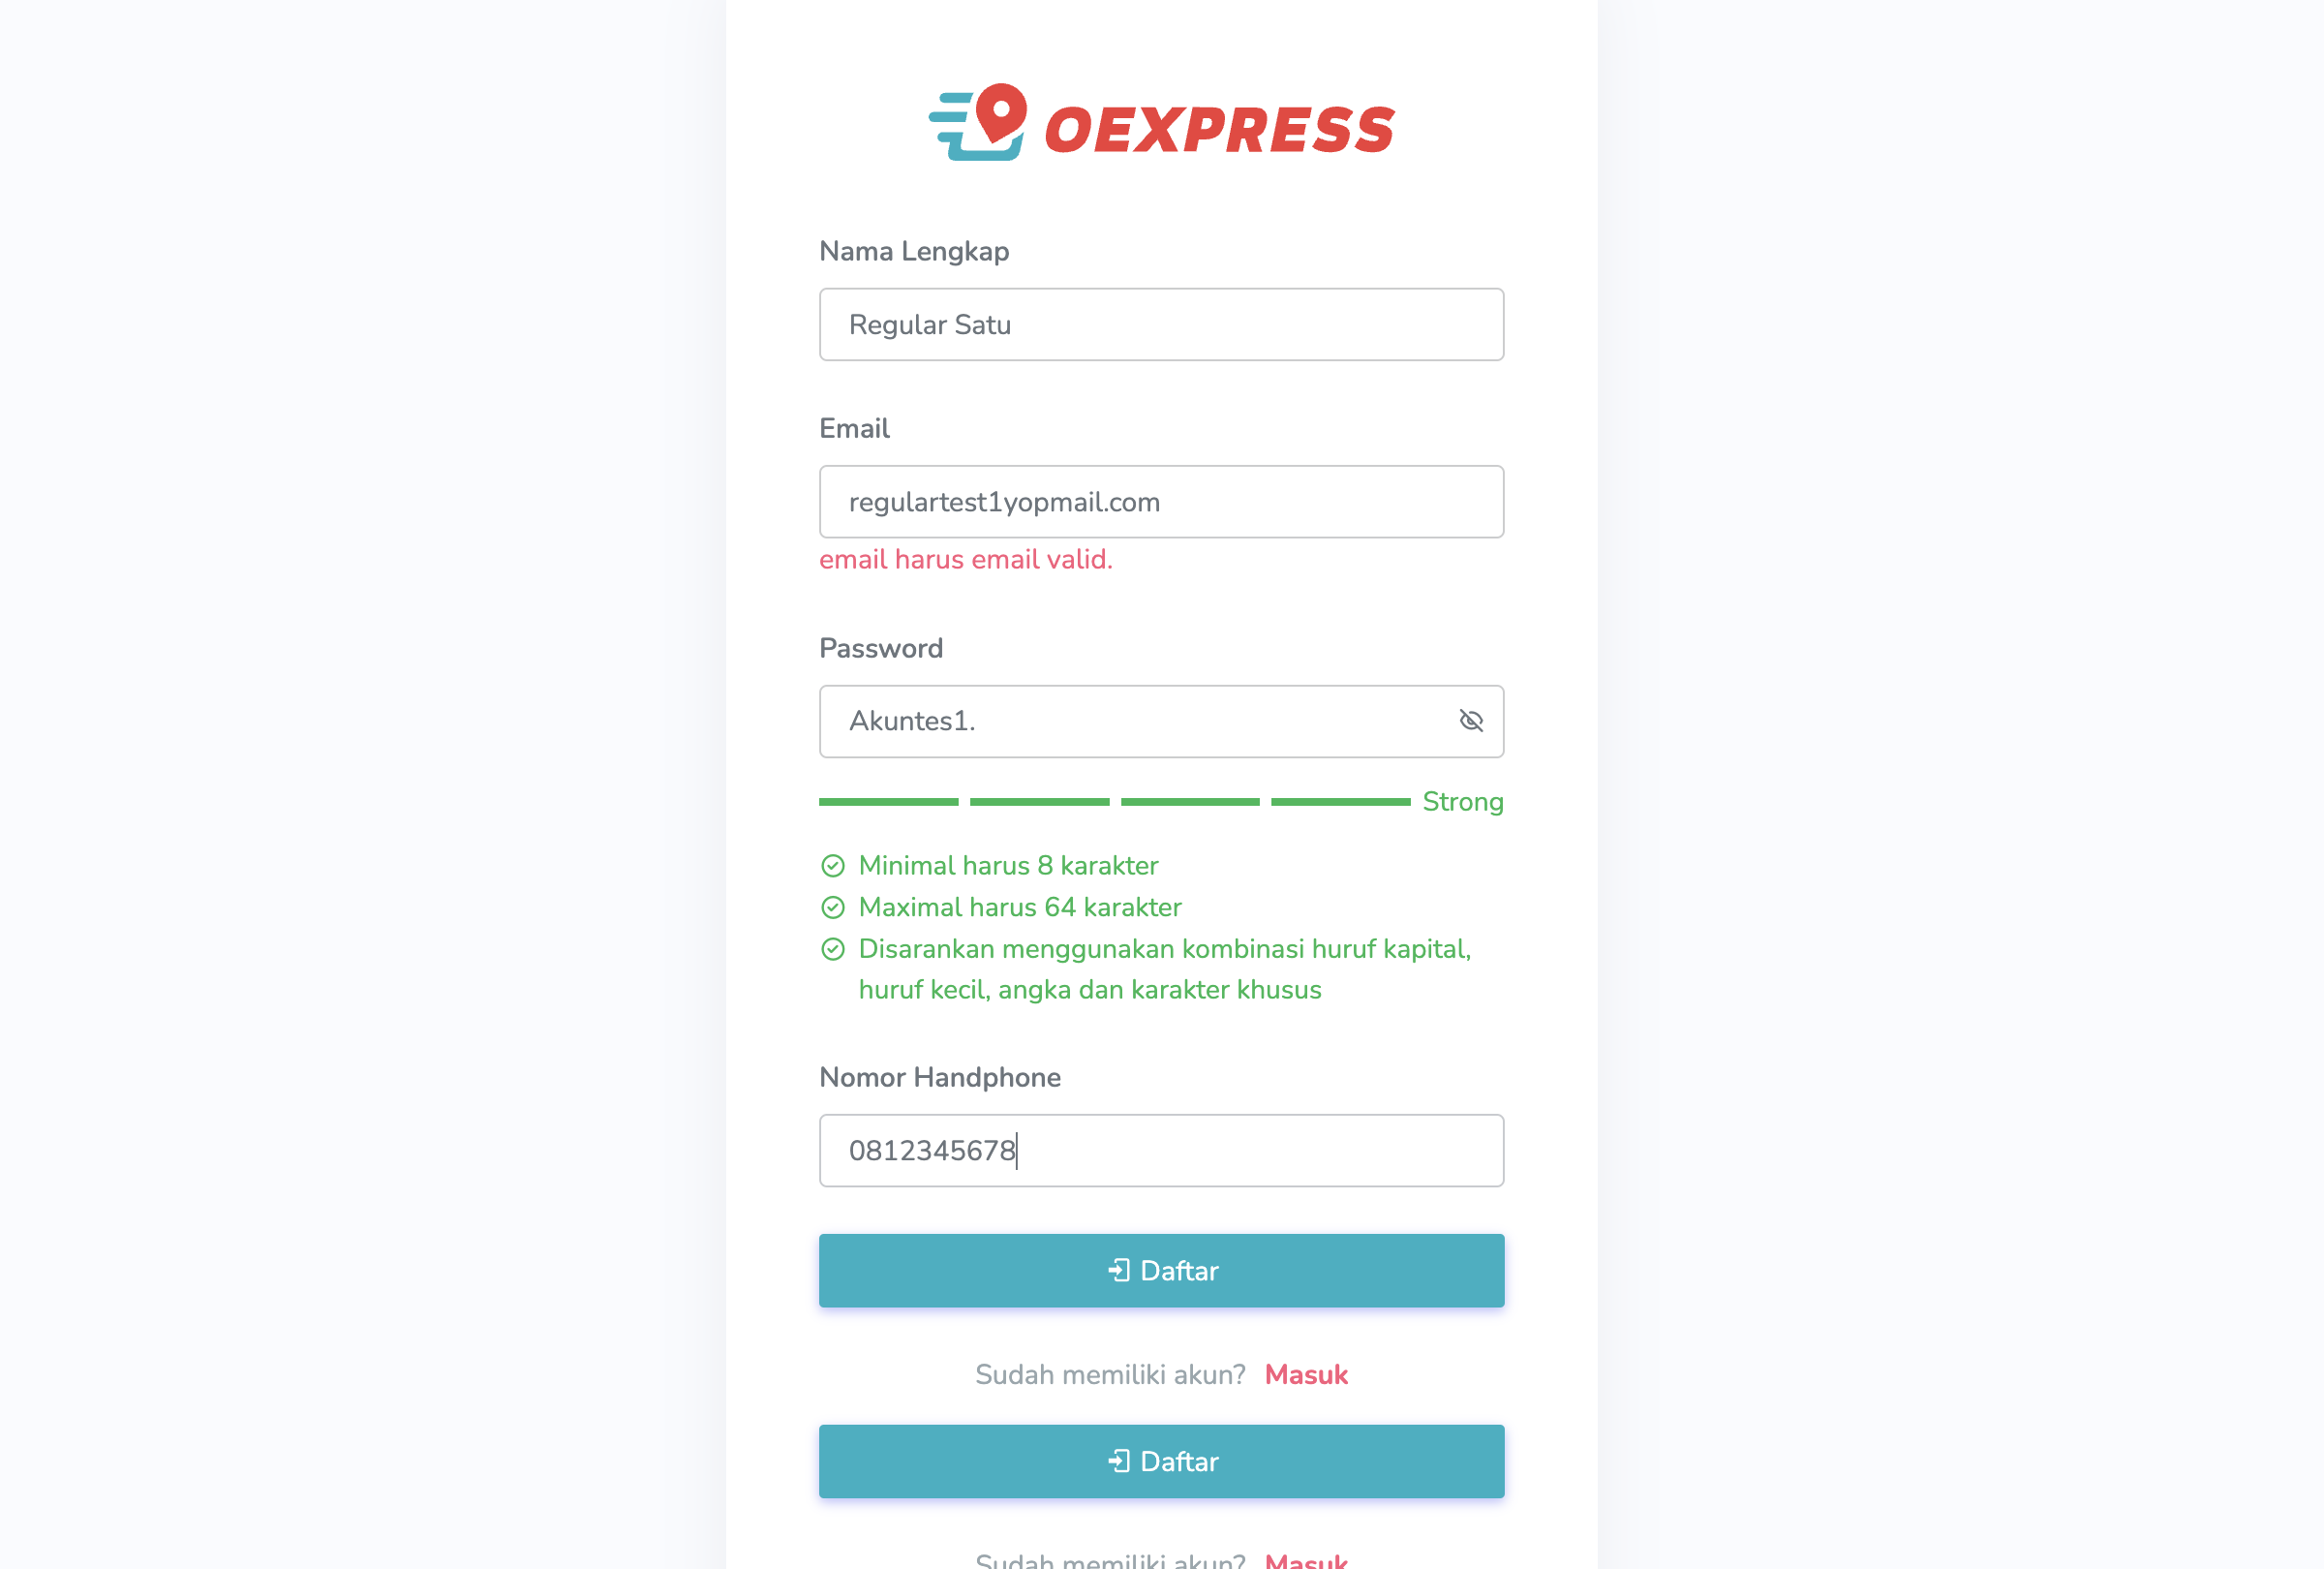 OEXPRESS
Nama Lengkap
Regular Satu
Email
regulartest1yopmail.com
email harus email valid.
Password
Akuntes1.
Strong
Minimal harus 8 karakter
Maximal harus 64 karakter
Disarankan menggunakan kombinasi huruf kapital,
huruf kecil, angka dan karakter khusus
Nomor Handphone
0812345678
Daftar
Sudah memiliki akun? Masuk
Daftar
Sudah memiliki akun? Masuk